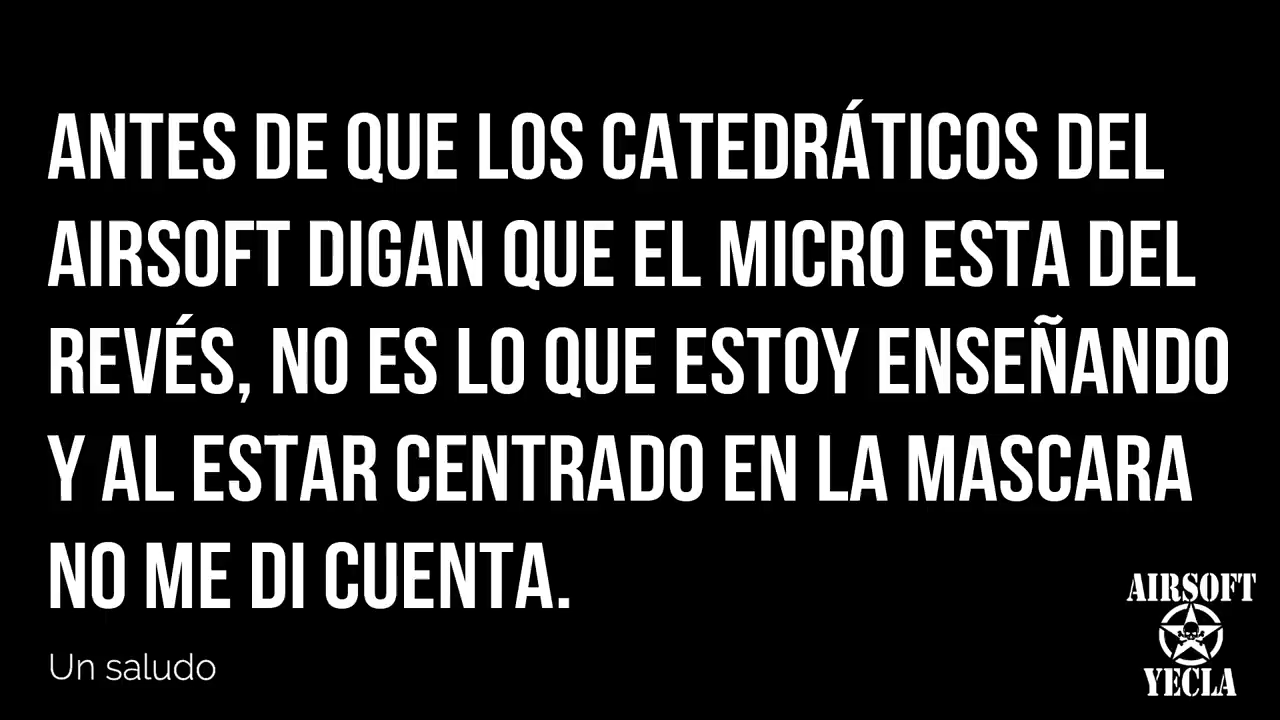 ANTES DE QUE LOS CATEDRÁTICOS DEL
AIRSOFT DIGAN QUE EL MICRO ESTA DEL
REVÉS, NO ES LO QUE ESTOY ENSEÑANDO
Y AL ESTAR CENTRADO EN LA MASCARA
NO ME DI CUENTA.
Un saludo
AIRSOFT
YECLA